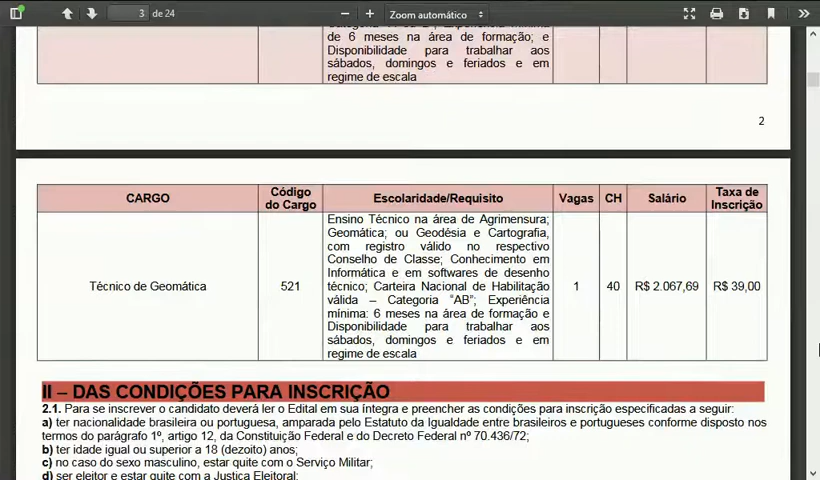 3 de 24 Zoom automático
de 6 meses na área de formação; e
Disponibilidade para trabalhar aos
sábados, domingos e feriados e em
regime de escala
2
CARGO
Código
do Cargo
Escolaridade/Requisito
Vagas
CH
Salário
Taxa de
Inscrição
Técnico de Geomática
521
Ensino Técnico na área de Agrimensura;
Geomática; ou Geodésia e Cartografia,
com registro válido no respectivo
Conselho de Classe; Conhecimento em
Informática e em softwares de desenho
técnico; Carteira Nacional de Habilitação
válida – Categoria “AB”; Experiência
mínima: 6 meses na área de formação e
Disponibilidade para trabalhar aos
sábados, domingos e feriados e em
regime de escala
1
40
R$ 2.067,69
R$ 39,00
II – DAS CONDIÇÕES PARA INSCRIÇÃO
2.1. Para se inscrever o candidato deverá ler o Edital em sua íntegra e preencher as condições para inscrição especificadas a seguir:
a) ter nacionalidade brasileira ou portuguesa, amparada pelo Estatuto da Igualdade entre brasileiros e portugueses conforme disposto nos
termos do parágrafo 1º, artigo 12, da Constituição Federal e do Decreto Federal nº 70.436/72;
b) ter idade igual ou superior a 18 (dezoito) anos;
c) no caso do sexo masculino, estar quite com o Serviço Militar;
d) ser eleitor e estar quite com a Justiça Eleitoral;